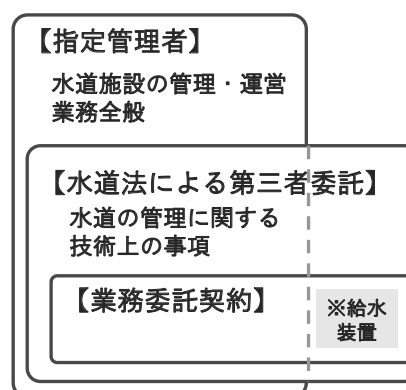 【指定管理者】
水道施設の管理・運営
業務全般
【水道法による第三者委託】
水道の管理に関する
技術上の事項
【業務委託契約】
※給水
装置